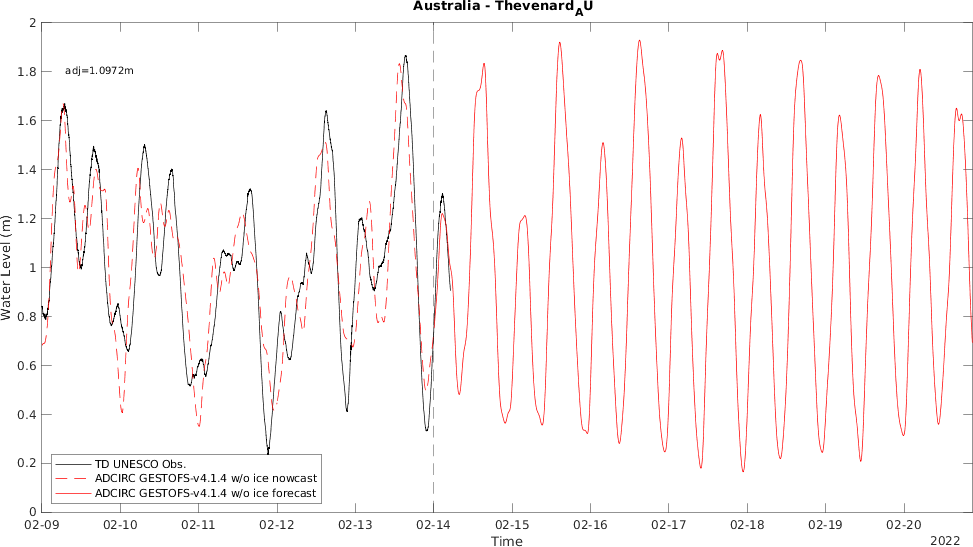 Australia - Thevenard_AU
adj=1.0972m
2
1.8
1.6
1.4
1.2
1
0.8
0.6
0.4
0.2
0
Water Level (m)
TD UNESCO Obs.
ADCIRC GESTOFS-v4.1.4 w/o ice nowcast
ADCIRC GESTOFS-v4.1.4 w/o ice forecast
02-09 02-10 02-11 02-12 02-13 02-14 02-15 02-16 02-17 02-18 02-19 02-20
Time
2022